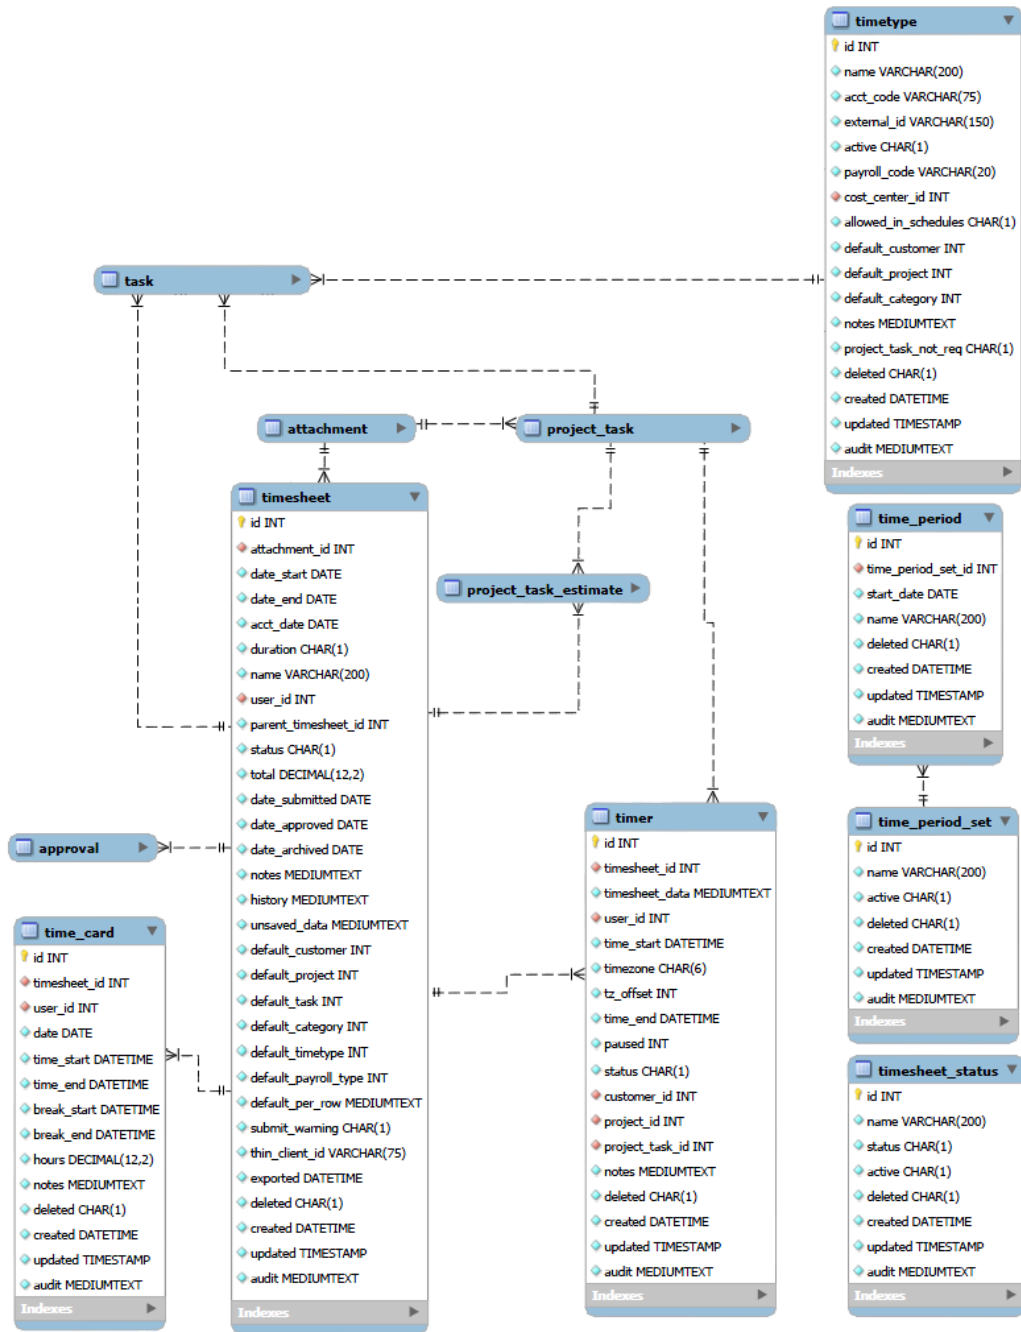 timetype
id INT
name VARCHAR(200)
acct_code VARCHAR(75)
external_id VARCHAR(150)
active CHAR(1)
payroll_code VARCHAR(20)
cost_center_id INT
allowed_in_schedules CHAR(1)
default_customer INT
default_project INT
default_category INT
notes MEDIUMTEXT
project_task_not_req CHAR(1)
deleted CHAR(1)
created DATETIME
updated TIMESTAMP
audit MEDIUMTEXT
Indexes
task
attachment
project_task
timesheet
id INT
attachment_id INT
date_start DATE
date_end DATE
acct_date DATE
duration CHAR(1)
name VARCHAR(200)
user_id INT
parent_timesheet_id INT
status CHAR(1)
total DECIMAL(12,2)
date_submitted DATE
date_approved DATE
date_archived DATE
notes MEDIUMTEXT
history MEDIUMTEXT
unsaved_data MEDIUMTEXT
default_customer INT
default_project INT
default_task INT
default_category INT
default_timetype INT
default_payroll_type INT
default_per_row MEDIUMTEXT
submit_warning CHAR(1)
thin_client_id VARCHAR(75)
exported DATETIME
deleted CHAR(1)
created DATETIME
updated TIMESTAMP
audit MEDIUMTEXT
Indexes
project_task_estimate
time_period
id INT
time_period_set_id INT
start_date DATE
name VARCHAR(200)
deleted CHAR(1)
created DATETIME
updated TIMESTAMP
audit MEDIUMTEXT
Indexes
approval
time_card
id INT
timesheet_id INT
user_id INT
date DATE
time_start DATETIME
time_end DATETIME
break_start DATETIME
break_end DATETIME
hours DECIMAL(12,2)
notes MEDIUMTEXT
deleted CHAR(1)
created DATETIME
updated TIMESTAMP
audit MEDIUMTEXT
Indexes
timer
id INT
timesheet_id INT
timesheet_data MEDIUMTEXT
user_id INT
time_start DATETIME
timezone CHAR(6)
tz_offset INT
time_end DATETIME
paused INT
status CHAR(1)
customer_id INT
project_id INT
project_task_id INT
notes MEDIUMTEXT
deleted CHAR(1)
created DATETIME
updated TIMESTAMP
audit MEDIUMTEXT
Indexes
time_period_set
id INT
name VARCHAR(200)
active CHAR(1)
deleted CHAR(1)
created DATETIME
updated TIMESTAMP
audit MEDIUMTEXT
Indexes
timesheet_status
id INT
name VARCHAR(200)
status CHAR(1)
active CHAR(1)
deleted CHAR(1)
created DATETIME
updated TIMESTAMP
audit MEDIUMTEXT
Indexes